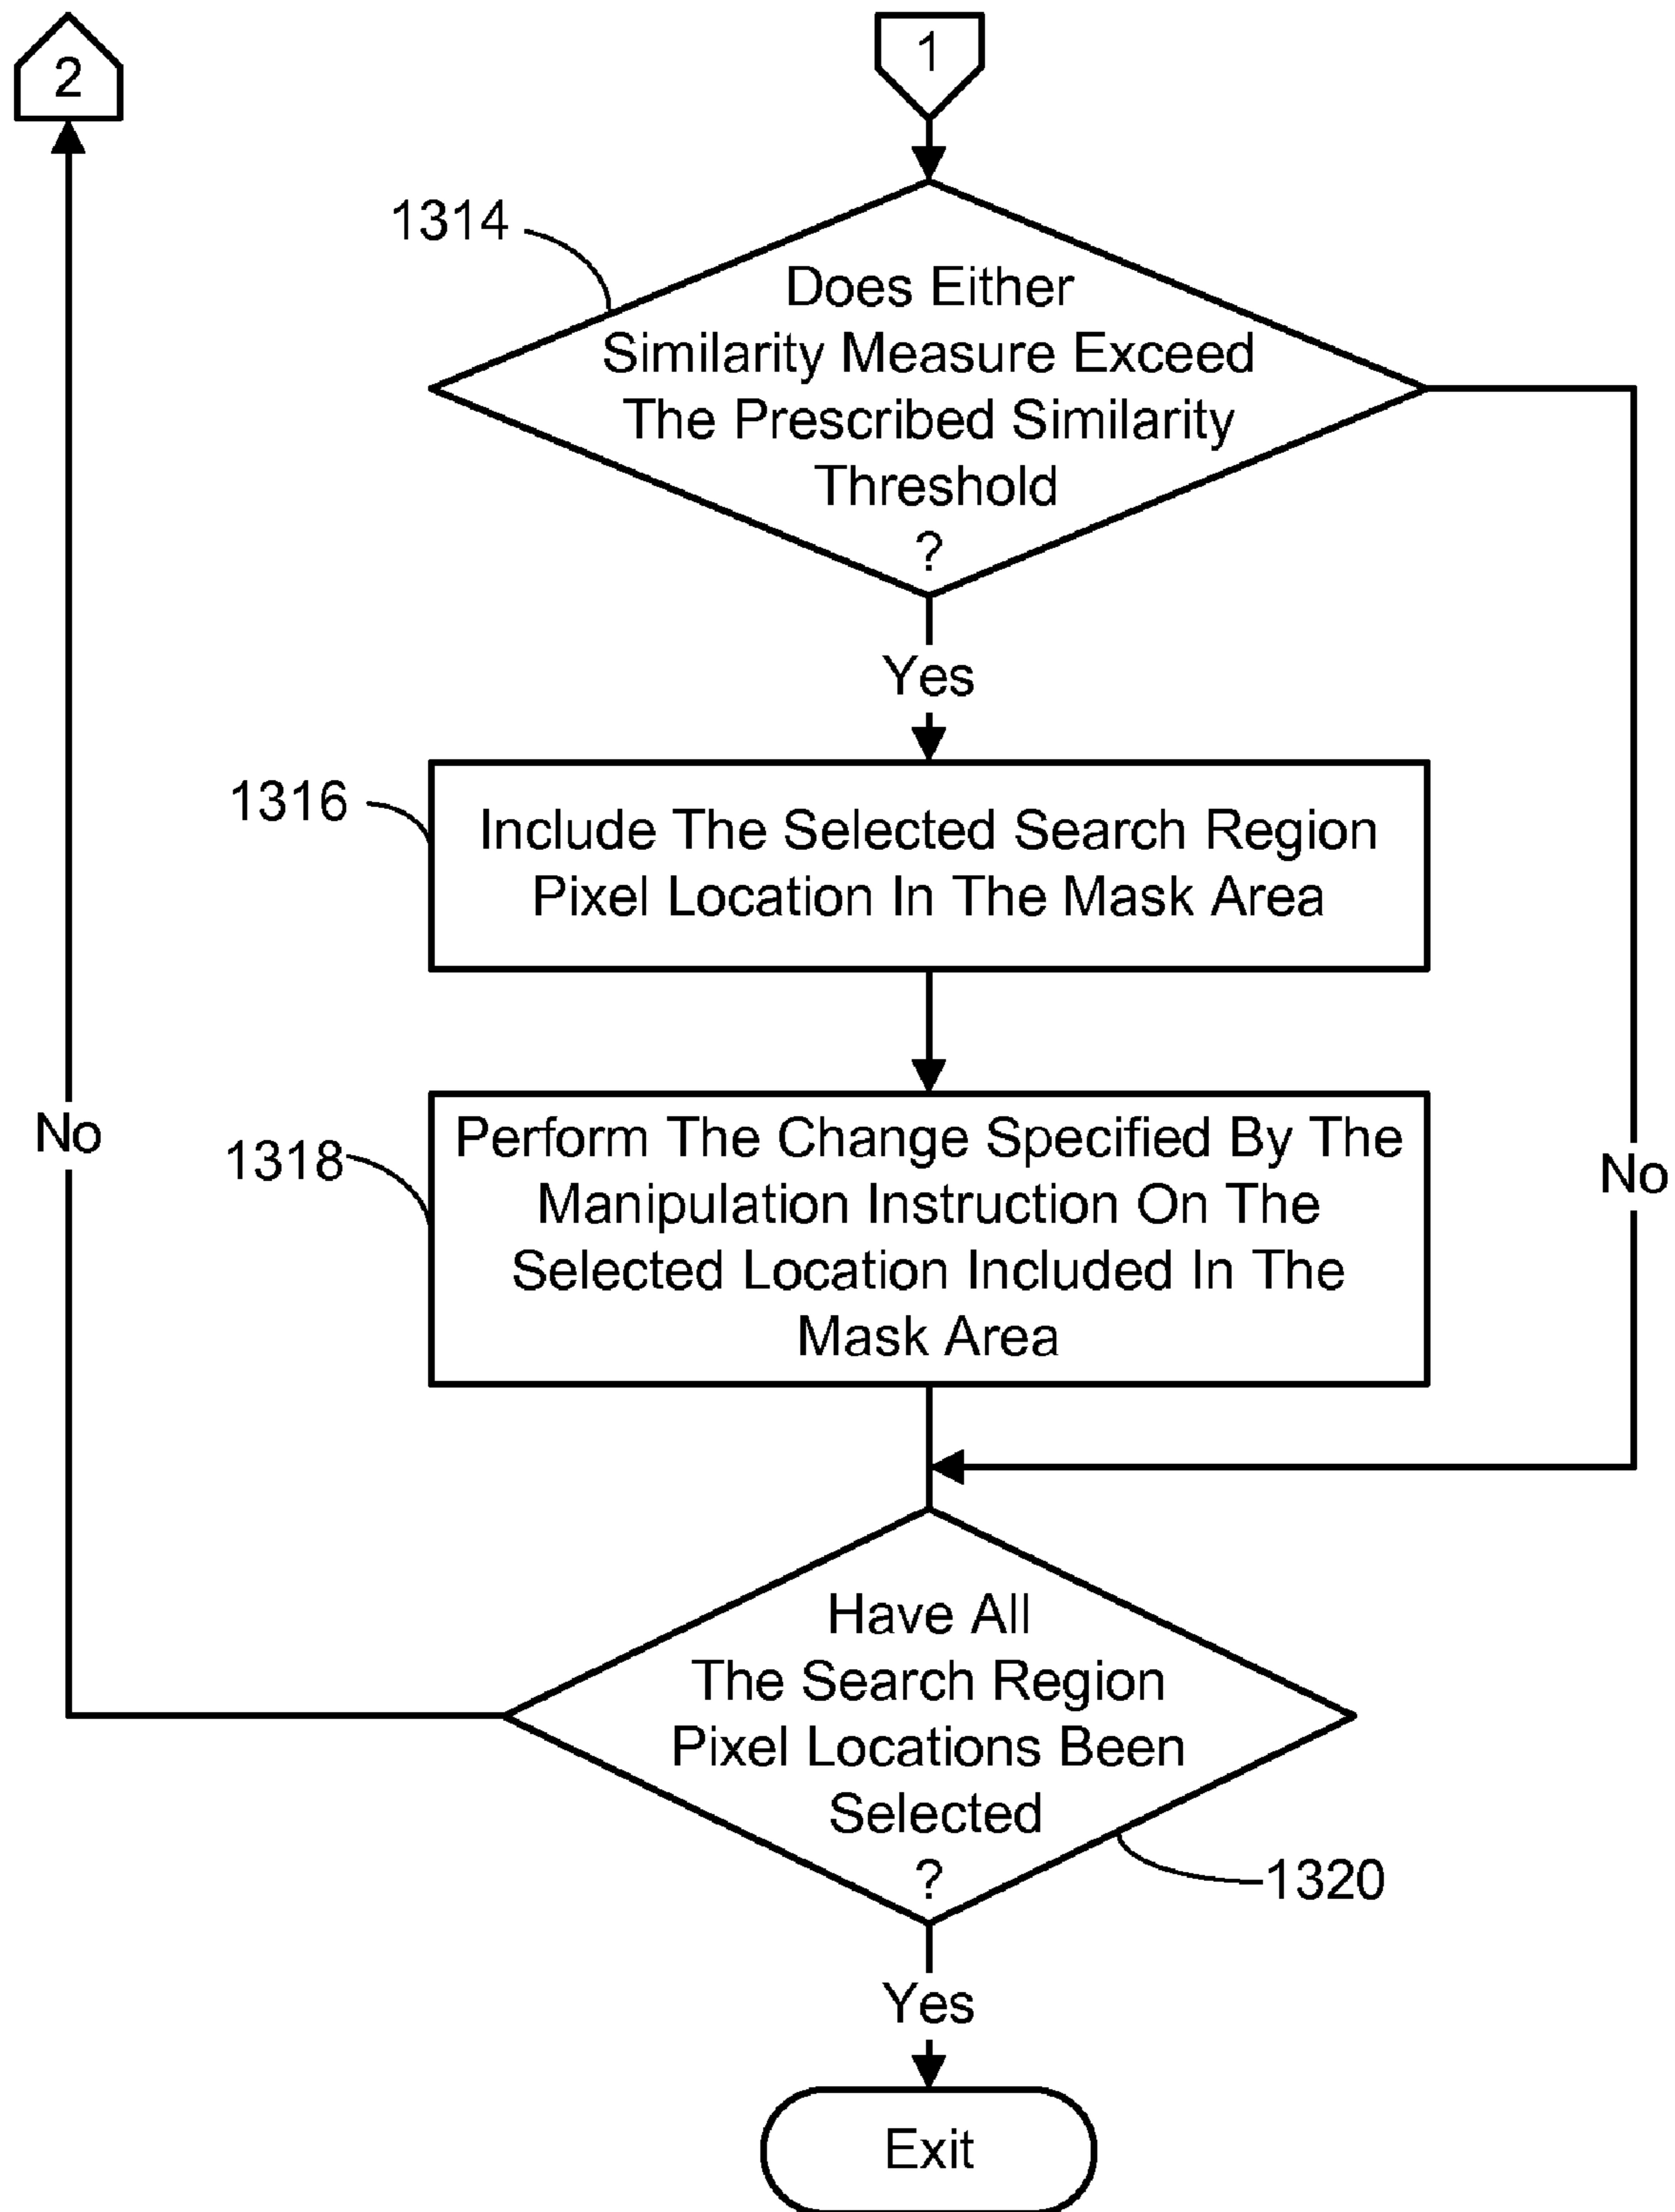 2
1
1314
Does Either
Similarity Measure Exceed
The Prescribed Similarity
Threshold
?
Yes
1316
Include The Selected Search Region
Pixel Location In The Mask Area
No
1318
Perform The Change Specified By The
Manipulation Instruction On The
Selected Location Included In The
Mask Area
No
Have All
The Search Region
Pixel Locations Been
Selected
?
1320
Yes
Exit